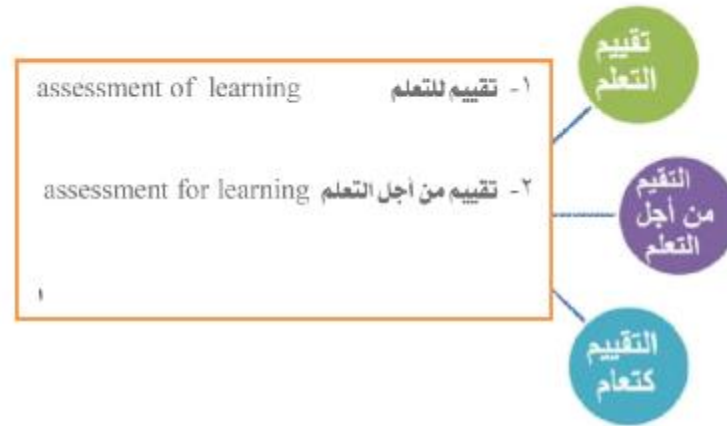 تقييم
التعلم
١- تقييم للتعلم assessment of learning
٢- تقييم من أجل التعلم assessment for learning
١
التقيم
من أجل
التعلم
التقييم
كتعام